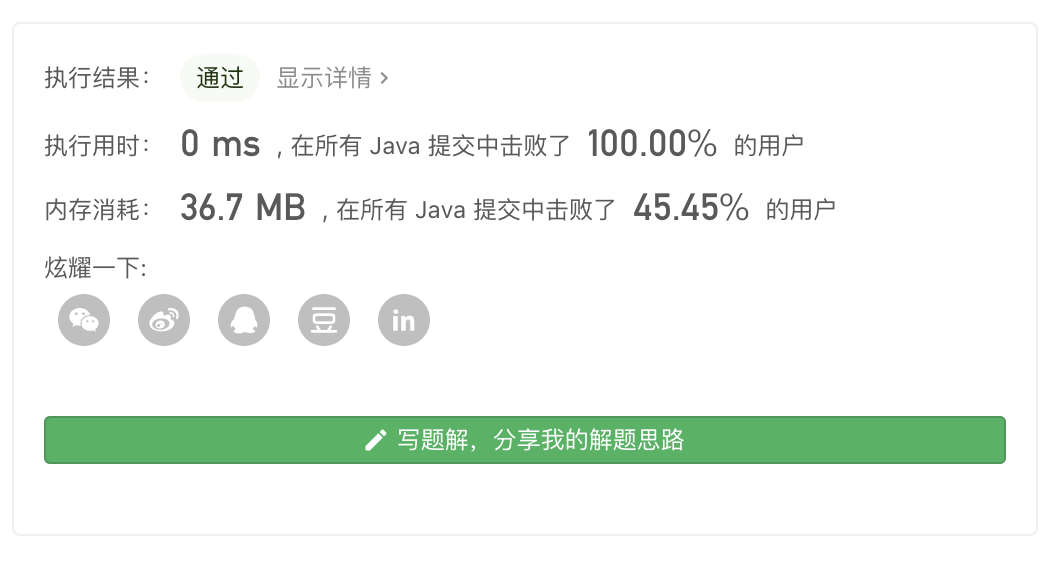 执行结果： 通过 显示详情 ›
执行用时： 0 ms , 在所有 Java 提交中击败了 100.00% 的用户
内存消耗： 36.7 MB , 在所有 Java 提交中击败了 45.45% 的用户
炫耀一下:
豆 in
写题解，分享我的解题思路